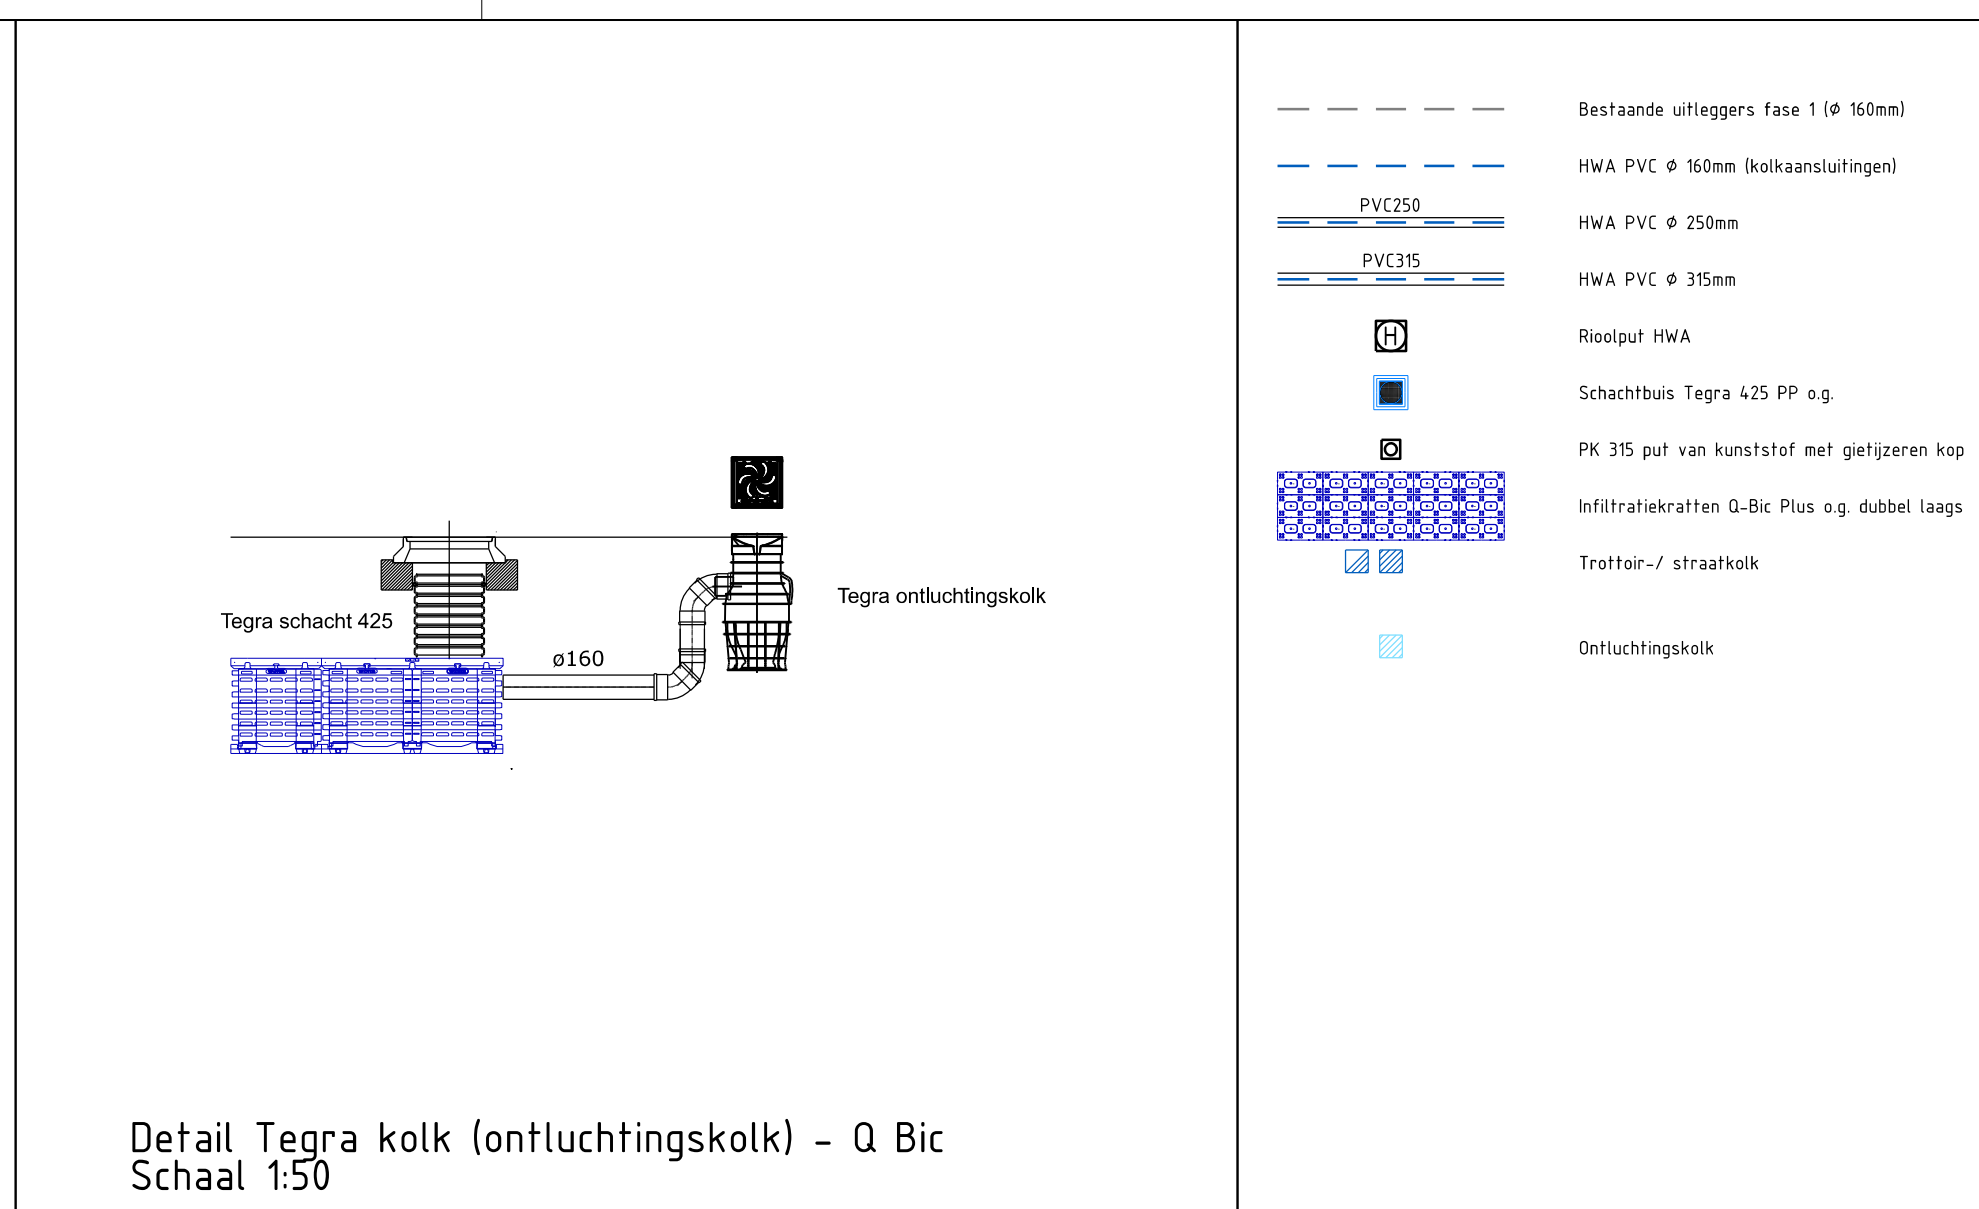 Tegra ontluchtingskolk
Tegra schacht 425
ø160
Detail Tegra kolk (ontluchtingskolk) - Q Bic
Schaal 1:50
Bestaande uitleggers fase 1 (Ø 160mm)
HWA PVC Ø 160mm (kolkaansluitingen)
PVC250
HWA PVC Ø 250mm
PVC315
HWA PVC Ø 315mm
H
Rioolput HWA
Schachtbuis Tegra 425 PP o.g.
PK 315 put van kunststof met gietijzeren kop
Infiltratiekratten Q-Bic Plus o.g. dubbel laags
Trottoir-/ straatkolk
Ontluchtingskolk